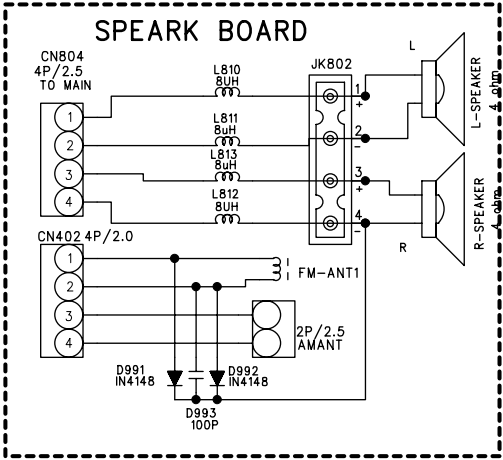 SPEARK BOARD
CN804
4P/2.5
TO MAIN
1
2
3
4
L810
8UH
L811
8uH
L813
8uH
L812
8UH
JK802
1
+
2
-
3
+
4
-
L
R
L-SPEAKER
4 ohm
R-SPEAKER
4 ohm
CN402 4P/2.0
1
2
3
4
FM-ANT1
2P/2.5
AMANT
D991
IN4148
D992
IN4148
D993
100P